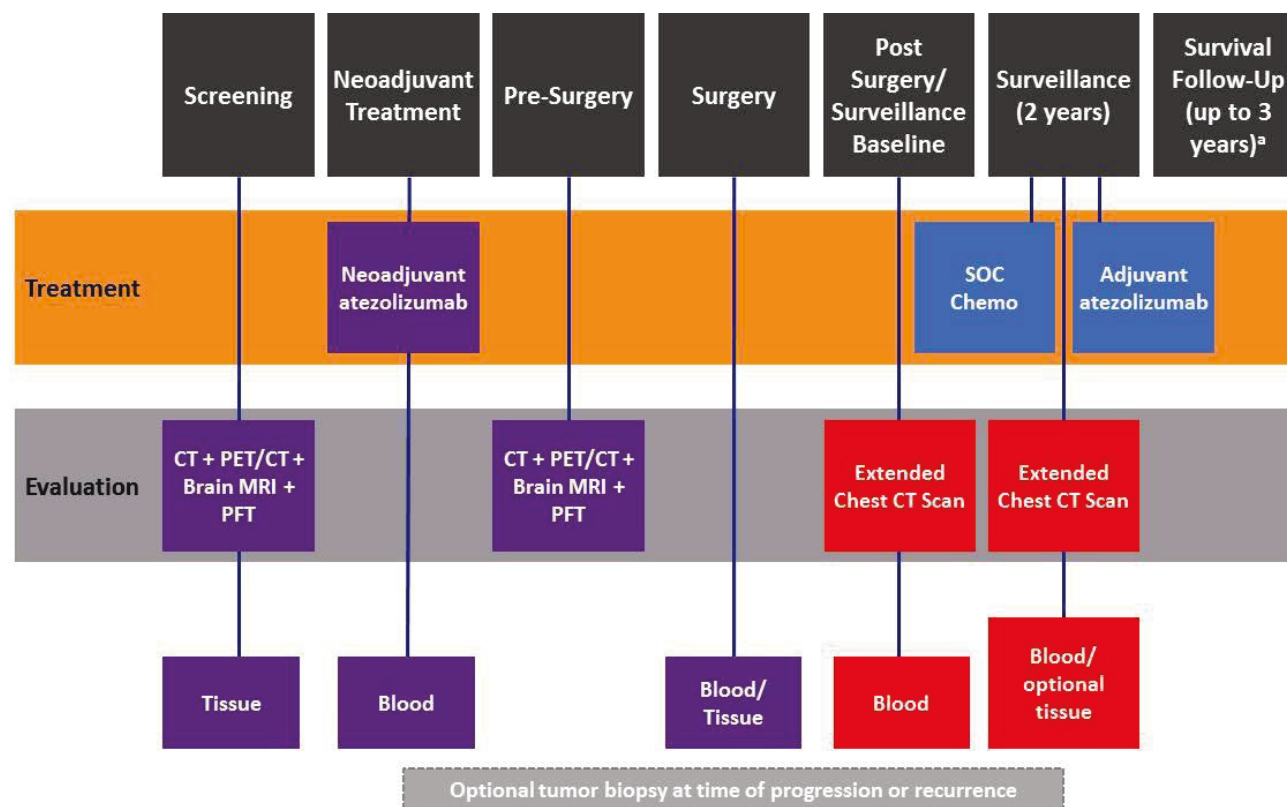 Screening
Neoadjuvant
Treatment
Pre-Surgery
Surgery
Post
Surgery/
Surveillance
Baseline
Surveillance
(2 years)
Survival
Follow-Up
(up to 3
years)ᵃ
Treatment
Neoadjuvant
atezolizumab
SOC
Chemo
Adjuvant
atezolizumab
Evaluation
CT + PET/CT +
Brain MRI +
PFT
CT + PET/CT +
Brain MRI +
PFT
Extended
Chest CT Scan
Extended
Chest CT Scan
Tissue
Blood
Blood/
Tissue
Blood
Blood/
optional
tissue
Optional tumor biopsy at time of progression or recurrence